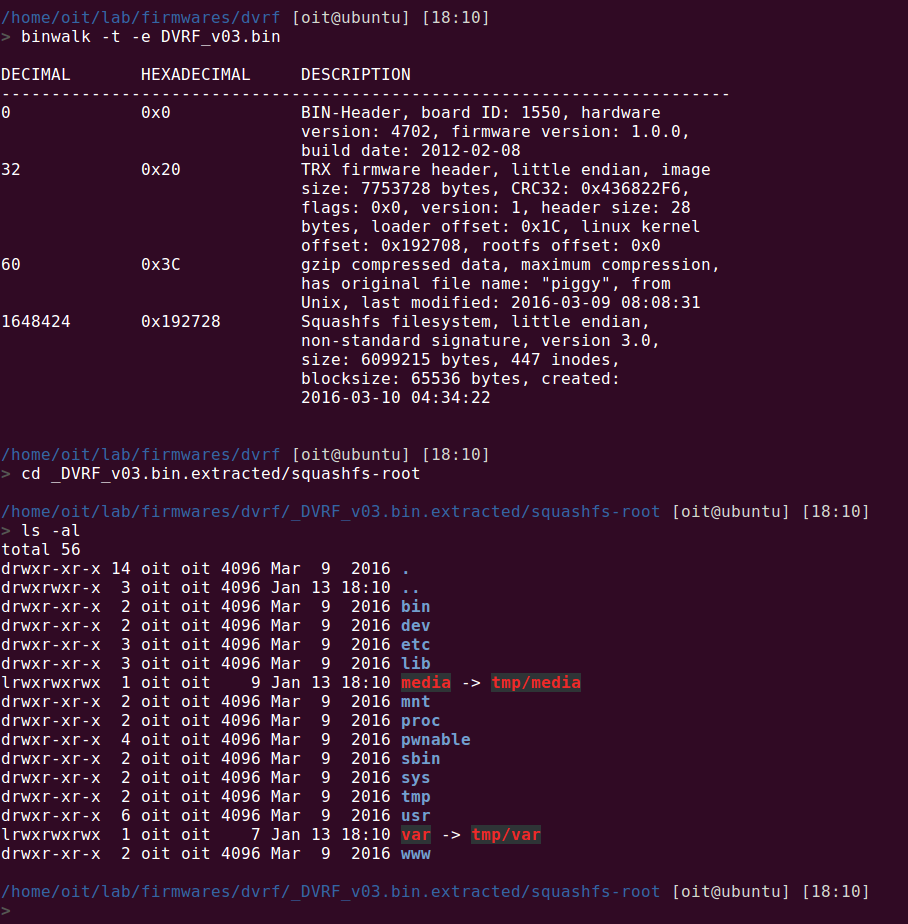 /home/oit/lab/firmwares/dvrf [oit@ubuntu] [18:10]
> binwalk -t -e DVRF_v03.bin
DECIMAL       HEXADECIMAL     DESCRIPTION
-------------------------------------------------------------------------
0             0x0             BIN-Header, board ID: 1550, hardware
                              version: 4702, firmware version: 1.0.0,
                              build date: 2012-02-08
32            0x20            TRX firmware header, little endian, image
                              size: 7753728 bytes, CRC32: 0x436822F6,
                              flags: 0x0, version: 1, header size: 28
                              bytes, loader offset: 0x1C, linux kernel
                              offset: 0x192708, rootfs offset: 0x0
60            0x3C            gzip compressed data, maximum compression,
                              has original file name: "piggy", from
                              Unix, last modified: 2016-03-09 08:08:31
1648424       0x192728        Squashfs filesystem, little endian,
                              non-standard signature, version 3.0,
                              size: 6099215 bytes, 447 inodes,
                              blocksize: 65536 bytes, created:
                              2016-03-10 04:34:22
/home/oit/lab/firmwares/dvrf [oit@ubuntu] [18:10]
> cd _DVRF_v03.bin.extracted/squashfs-root
/home/oit/lab/firmwares/dvrf/_DVRF_v03.bin.extracted/squashfs-root [oit@ubuntu] [18:10]
> ls -al
total 56
drwxr-xr-x 14 oit oit 4096 Mar  9  2016 .
drwxrwxr-x  3 oit oit 4096 Jan 13 18:10 ..
drwxr-xr-x  2 oit oit 4096 Mar  9  2016 bin
drwxr-xr-x  2 oit oit 4096 Mar  9  2016 dev
drwxr-xr-x  3 oit oit 4096 Mar  9  2016 etc
drwxr-xr-x  3 oit oit 4096 Mar  9  2016 lib
lrwxrwxrwx  1 oit oit    9 Jan 13 18:10 media -> tmp/media
drwxr-xr-x  2 oit oit 4096 Mar  9  2016 mnt
drwxr-xr-x  2 oit oit 4096 Mar  9  2016 proc
drwxr-xr-x  4 oit oit 4096 Mar  9  2016 pwnable
drwxr-xr-x  2 oit oit 4096 Mar  9  2016 sbin
drwxr-xr-x  2 oit oit 4096 Mar  9  2016 sys
drwxr-xr-x  2 oit oit 4096 Mar  9  2016 tmp
drwxr-xr-x  6 oit oit 4096 Mar  9  2016 usr
lrwxrwxrwx  1 oit oit    7 Jan 13 18:10 var -> tmp/var
drwxr-xr-x  2 oit oit 4096 Mar  9  2016 www
/home/oit/lab/firmwares/dvrf/_DVRF_v03.bin.extracted/squashfs-root [oit@ubuntu] [18:10]
>